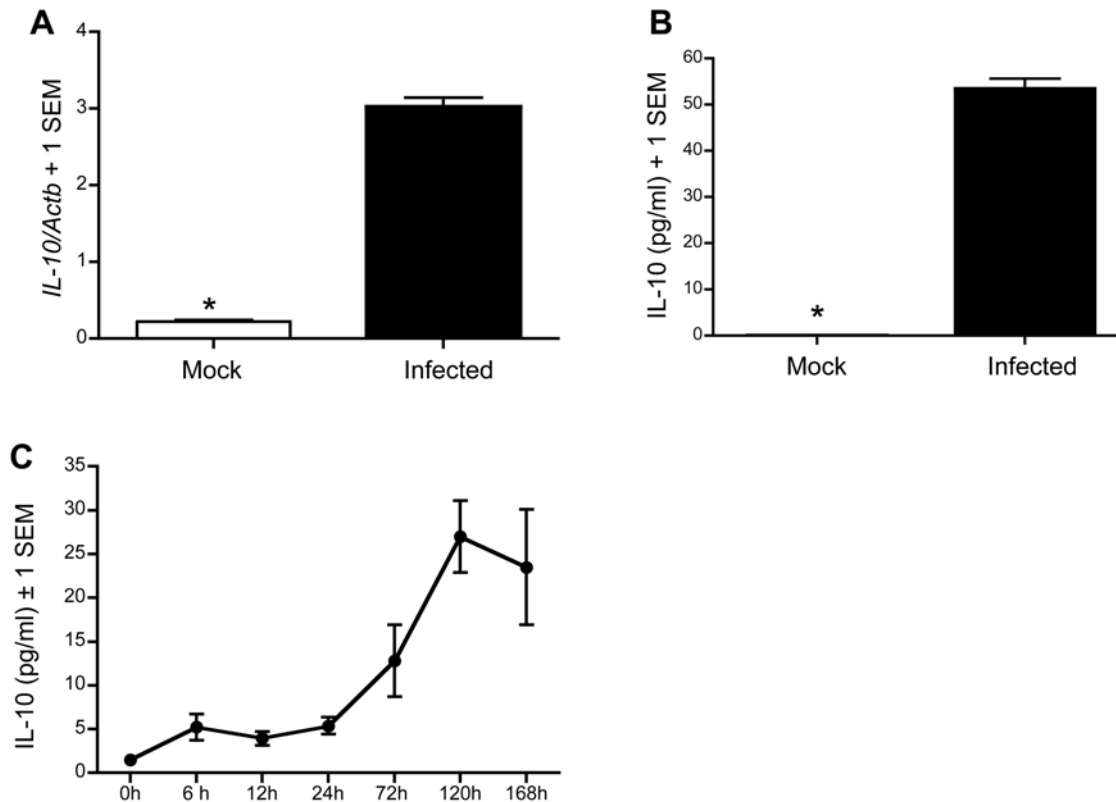 A
IL-10/Actb + 1 SEM
4
3
2
1
0
*
Mock
Infected
B
IL-10 (pg/ml) + 1 SEM
60
50
40
30
20
10
0
*
Mock
Infected
C
IL-10 (pg/ml) ± 1 SEM
35
30
25
20
15
10
5
0
0h 6 h 12h 24h 72h 120h 168h